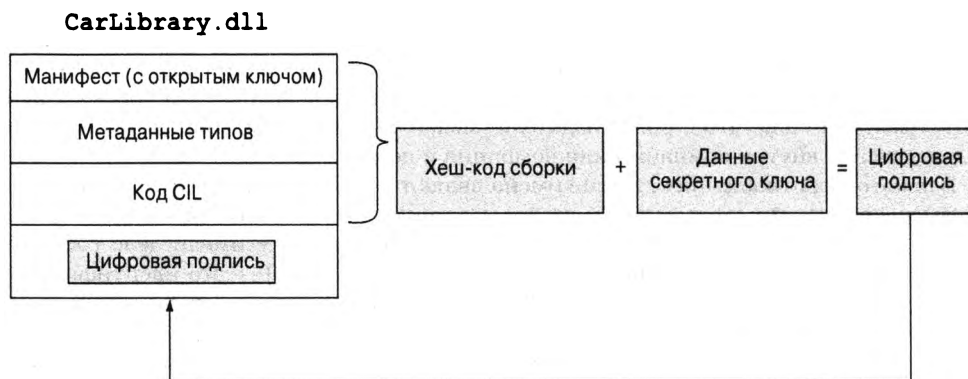 CarLibrary.dll
Манифест (с открытым ключом)
Метаданные типов
Код CIL
Цифровая подпись
Хеш-код сборки
+
Данные
секретного ключа
=
Цифровая
подпись